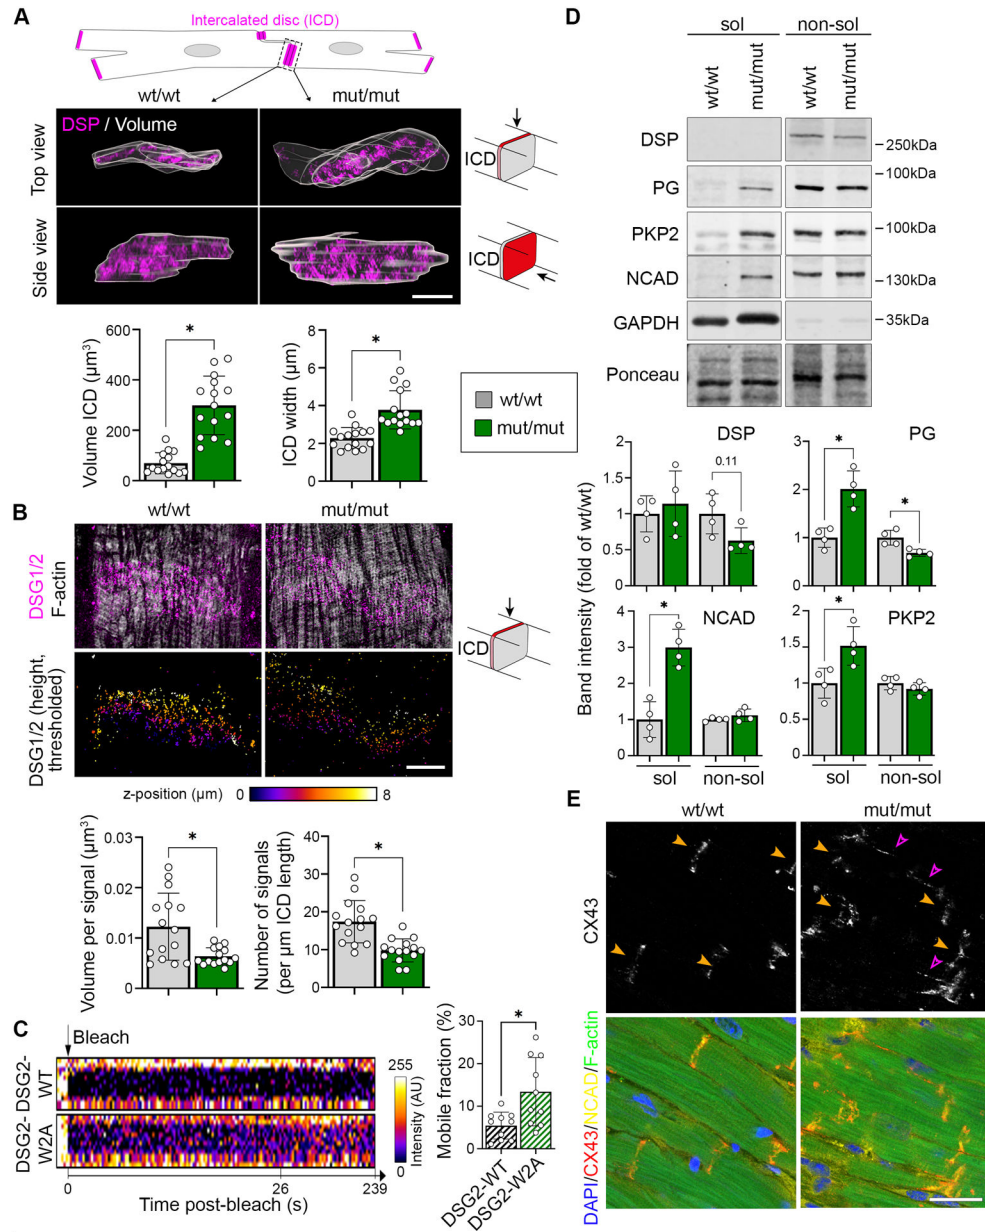 A
Intercalated disc (ICD)
wt/wt
mut/mut
DSP / Volume
Top view
Side view
ICD
ICD
Volume ICD (µm³)
600
400
200
0
*
ICD width (µm)
8
6
4
2
0
*
wt/wt
mut/mut
B
wt/wt
mut/mut
DSG1/2
F-actin
DSG1/2 (height,
thresholded)
ICD
z-position (µm)
0
8
Volume per signal (µm³)
0.03
0.02
0.01
0
*
Number of signals
(per µm ICD length)
40
30
20
10
0
*
C
Bleach
DSG2-
WT
DSG2-
W2A
255
0
Intensity (AU)
0
26
239
Time post-bleach (s)
Mobile fraction (%)
30
20
10
0
*
DSG2-WT
DSG2-W2A
D
sol
non-sol
wt/wt
mut/mut
wt/wt
mut/mut
DSP
250kDa
100kDa
PG
PKP2
100kDa
NCAD
130kDa
GAPDH
35kDa
Ponceau
Band intensity (fold of wt/wt)
DSP
2
1.5
1
0.5
0
0.11
PG
3
2
1
0
*
*
NCAD
4
3
2
1
0
*
PKP2
2
1.5
1
0.5
0
*
sol
non-sol
sol
non-sol
E
wt/wt
mut/mut
CX43
DAPI/CX43/NCAD/F-actin